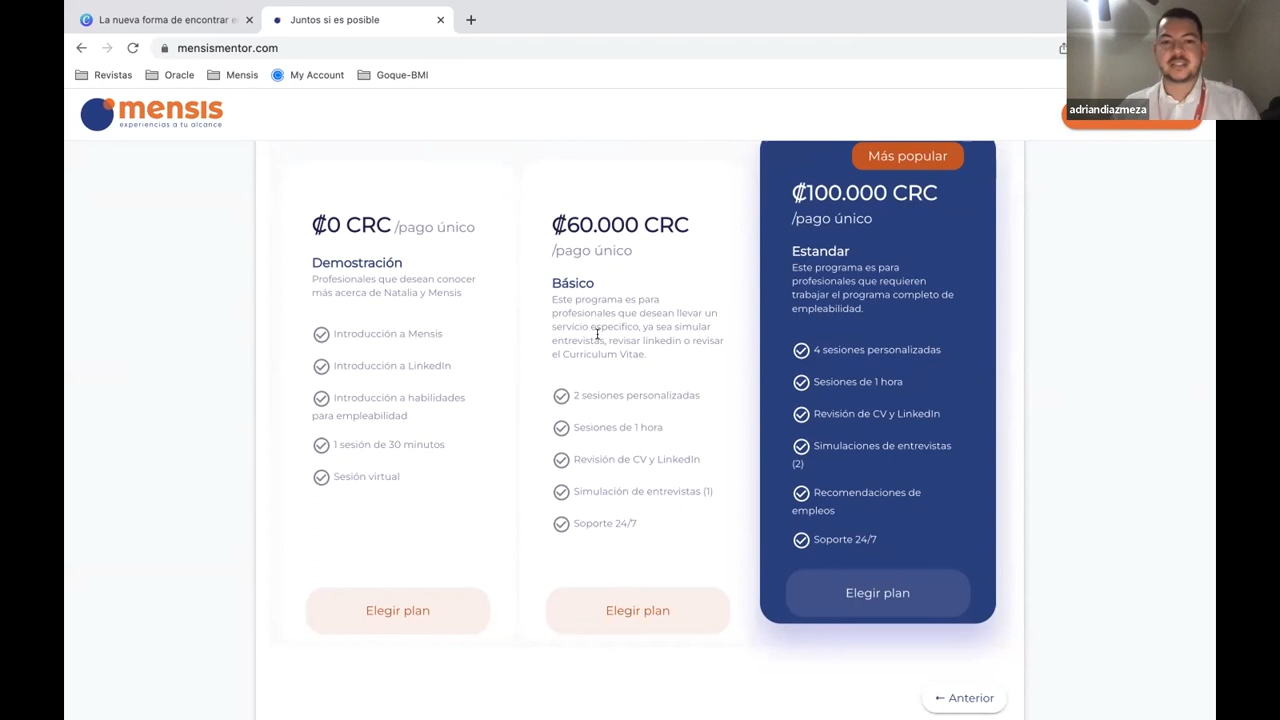 La nueva forma de encontrar e
Juntos si es posible
mensismentor.com
Revistas
Oracle
Mensis
My Account
Goque-BMI
adriandiazmeza
mensis
experiencias a tu alcance
Más popular
₡0 CRC /pago único
Demostración
Profesionales que desean conocer
más acerca de Natalia y Mensis
Introducción a Mensis
Introducción a LinkedIn
Introducción a habilidades
para empleabilidad
1 sesión de 30 minutos
Sesión virtual
Elegir plan
₡60.000 CRC
/pago único
Básico
Este programa es para
profesionales que desean llevar un
servicio especifico, ya sea simular
entrevistas, revisar linkedin o revisar
el Curriculum Vitae.
2 sesiones personalizadas
Sesiones de 1 hora
Revisión de CV y LinkedIn
Simulación de entrevistas (1)
Soporte 24/7
Elegir plan
₡100.000 CRC
/pago único
Estandar
Este programa es para
profesionales que requieren
trabajar el programa completo de
empleabilidad.
4 sesiones personalizadas
Sesiones de 1 hora
Revisión de CV y LinkedIn
Simulaciones de entrevistas
(2)
Recomendaciones de
empleos
Soporte 24/7
Elegir plan
← Anterior